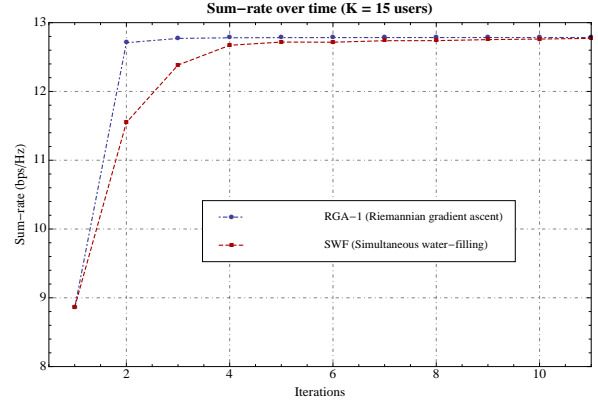 Sum−rate over time (K = 15 users)
13
12
11
10
9
8
Sum−rate (bps/Hz)
RGA−1 (Riemannian gradient ascent)
SWF (Simultaneous water−filling)
2 4 6 8 10
Iterations